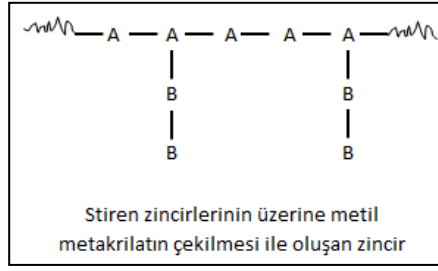 A A A A A
B B
B B
Stiren zincirlerinin üzerine metil
metakrilatın çekilmesi ile oluşan zincir